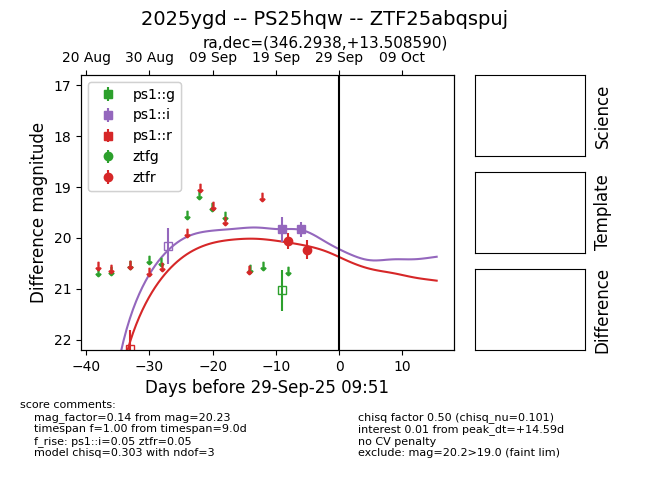 2025ygd -- PS25hqw -- ZTF25abqspuj
ra,dec=(346.2938,+13.508590)
20 Aug 30 Aug 09 Sep 19 Sep 29 Sep 09 Oct
17
18
19
20
21
22
Difference magnitude
ps1::g
ps1::i
ps1::r
ztfg
ztfr
−40 −30 −20 −10 0 10
Days before 29-Sep-25 09:51
Science
Template
Difference
score comments:
mag_factor=0.14 from mag=20.23
timespan f=1.00 from timespan=9.0d
f_rise: ps1::i=0.05 ztfr=0.05
model chisq=0.303 with ndof=3
chisq factor 0.50 (chisq_nu=0.101)
interest 0.01 from peak_dt=+14.59d
no CV penalty
exclude: mag=20.2>19.0 (faint lim)